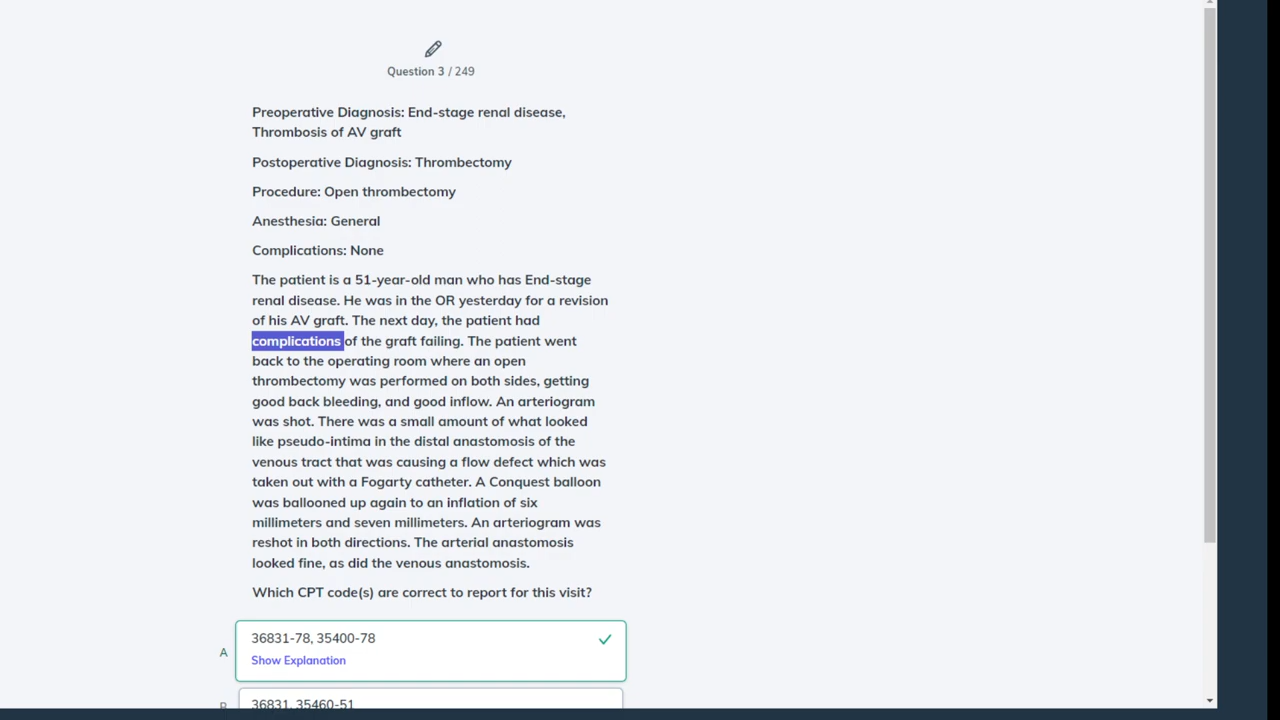 Question 3 / 249
Preoperative Diagnosis: End-stage renal disease,
Thrombosis of AV graft
Postoperative Diagnosis: Thrombectomy
Procedure: Open thrombectomy
Anesthesia: General
Complications: None
The patient is a 51-year-old man who has End-stage
renal disease. He was in the OR yesterday for a revision
of his AV graft. The next day, the patient had
complications of the graft failing. The patient went
back to the operating room where an open
thrombectomy was performed on both sides, getting
good back bleeding, and good inflow. An arteriogram
was shot. There was a small amount of what looked
like pseudo-intima in the distal anastomosis of the
venous tract that was causing a flow defect which was
taken out with a Fogarty catheter. A Conquest balloon
was ballooned up again to an inflation of six
millimeters and seven millimeters. An arteriogram was
reshot in both directions. The arterial anastomosis
looked fine, as did the venous anastomosis.
Which CPT code(s) are correct to report for this visit?
A
36831-78, 35400-78
Show Explanation
B
36831, 35460-51